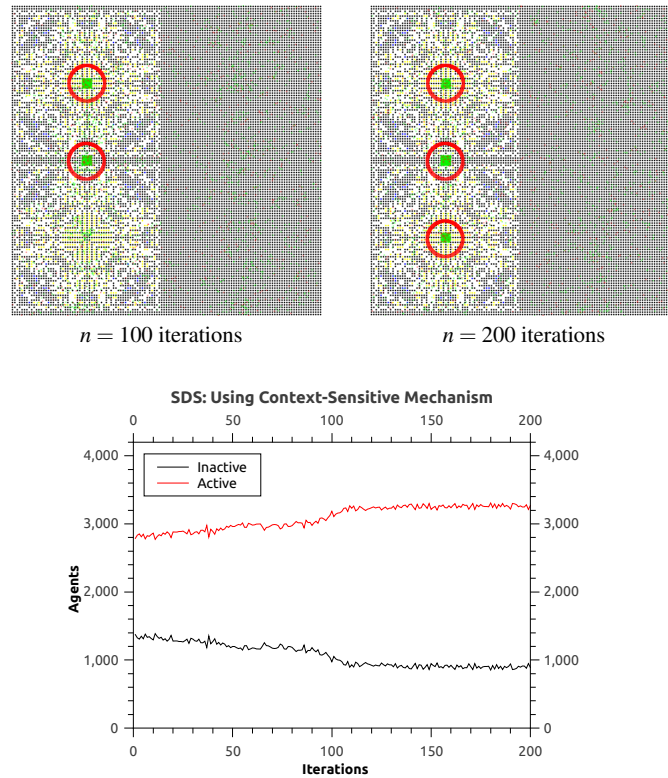 n = 100 iterations
n = 200 iterations
SDS: Using Context-Sensitive Mechanism
0 50 100 150 200
4,000 4,000
Inactive
Active
3,000 3,000
Agents
2,000 2,000
1,000 1,000
0 0
0 50 100 150 200
Iterations